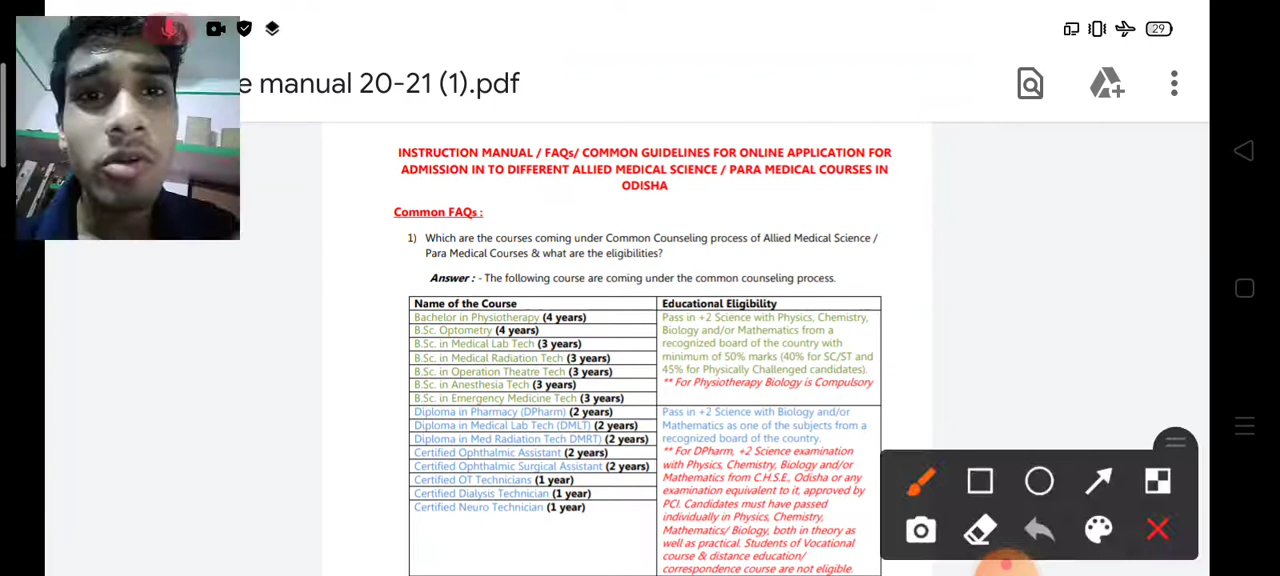 29
e manual 20-21 (1).pdf
INSTRUCTION MANUAL / FAQs/ COMMON GUIDELINES FOR ONLINE APPLICATION FOR
ADMISSION IN TO DIFFERENT ALLIED MEDICAL SCIENCE / PARA MEDICAL COURSES IN
ODISHA
Common FAQs :
1) Which are the courses coming under Common Counseling process of Allied Medical Science /
Para Medical Courses & what are the eligibilities?
Answer : - The following course are coming under the common counseling process.
Name of the Course
Bachelor in Physiotherapy (4 years)
B.Sc. Optometry (4 years)
B.Sc. in Medical Lab Tech (3 years)
B.Sc. in Medical Radiation Tech (3 years)
B.Sc. in Operation Theatre Tech (3 years)
B.Sc. in Anesthesia Tech (3 years)
B.Sc. in Emergency Medicine Tech (3 years)
Diploma in Pharmacy (DPharm) (2 years)
Diploma in Medical Lab Tech (DMLT) (2 years)
Diploma in Med Radiation Tech DMRT) (2 years)
Certified Ophthalmic Assistant (2 years)
Certified Ophthalmic Surgical Assistant (2 years)
Certified OT Technicians (1 year)
Certified Dialysis Technician (1 year)
Certified Neuro Technician (1 year)
Educational Eligibility
Pass in +2 Science with Physics, Chemistry,
Biology and/or Mathematics from a
recognized board of the country with
minimum of 50% marks (40% for SC/ST and
45% for Physically Challenged candidates).
** For Physiotherapy Biology is Compulsory
Pass in +2 Science with Biology and/or
Mathematics as one of the subjects from a
recognized board of the country.
** For DPharm, +2 Science examination
with Physics, Chemistry, Biology and/or
Mathematics from C.H.S.E, Odisha or any
examination equivalent to it, approved by
PCI. Candidates must have passed
individually in Physics, Chemistry,
Mathematics/ Biology, both in theory as
well as practical. Students of Vocational
course & distance education/
correspondence course are not eligible.